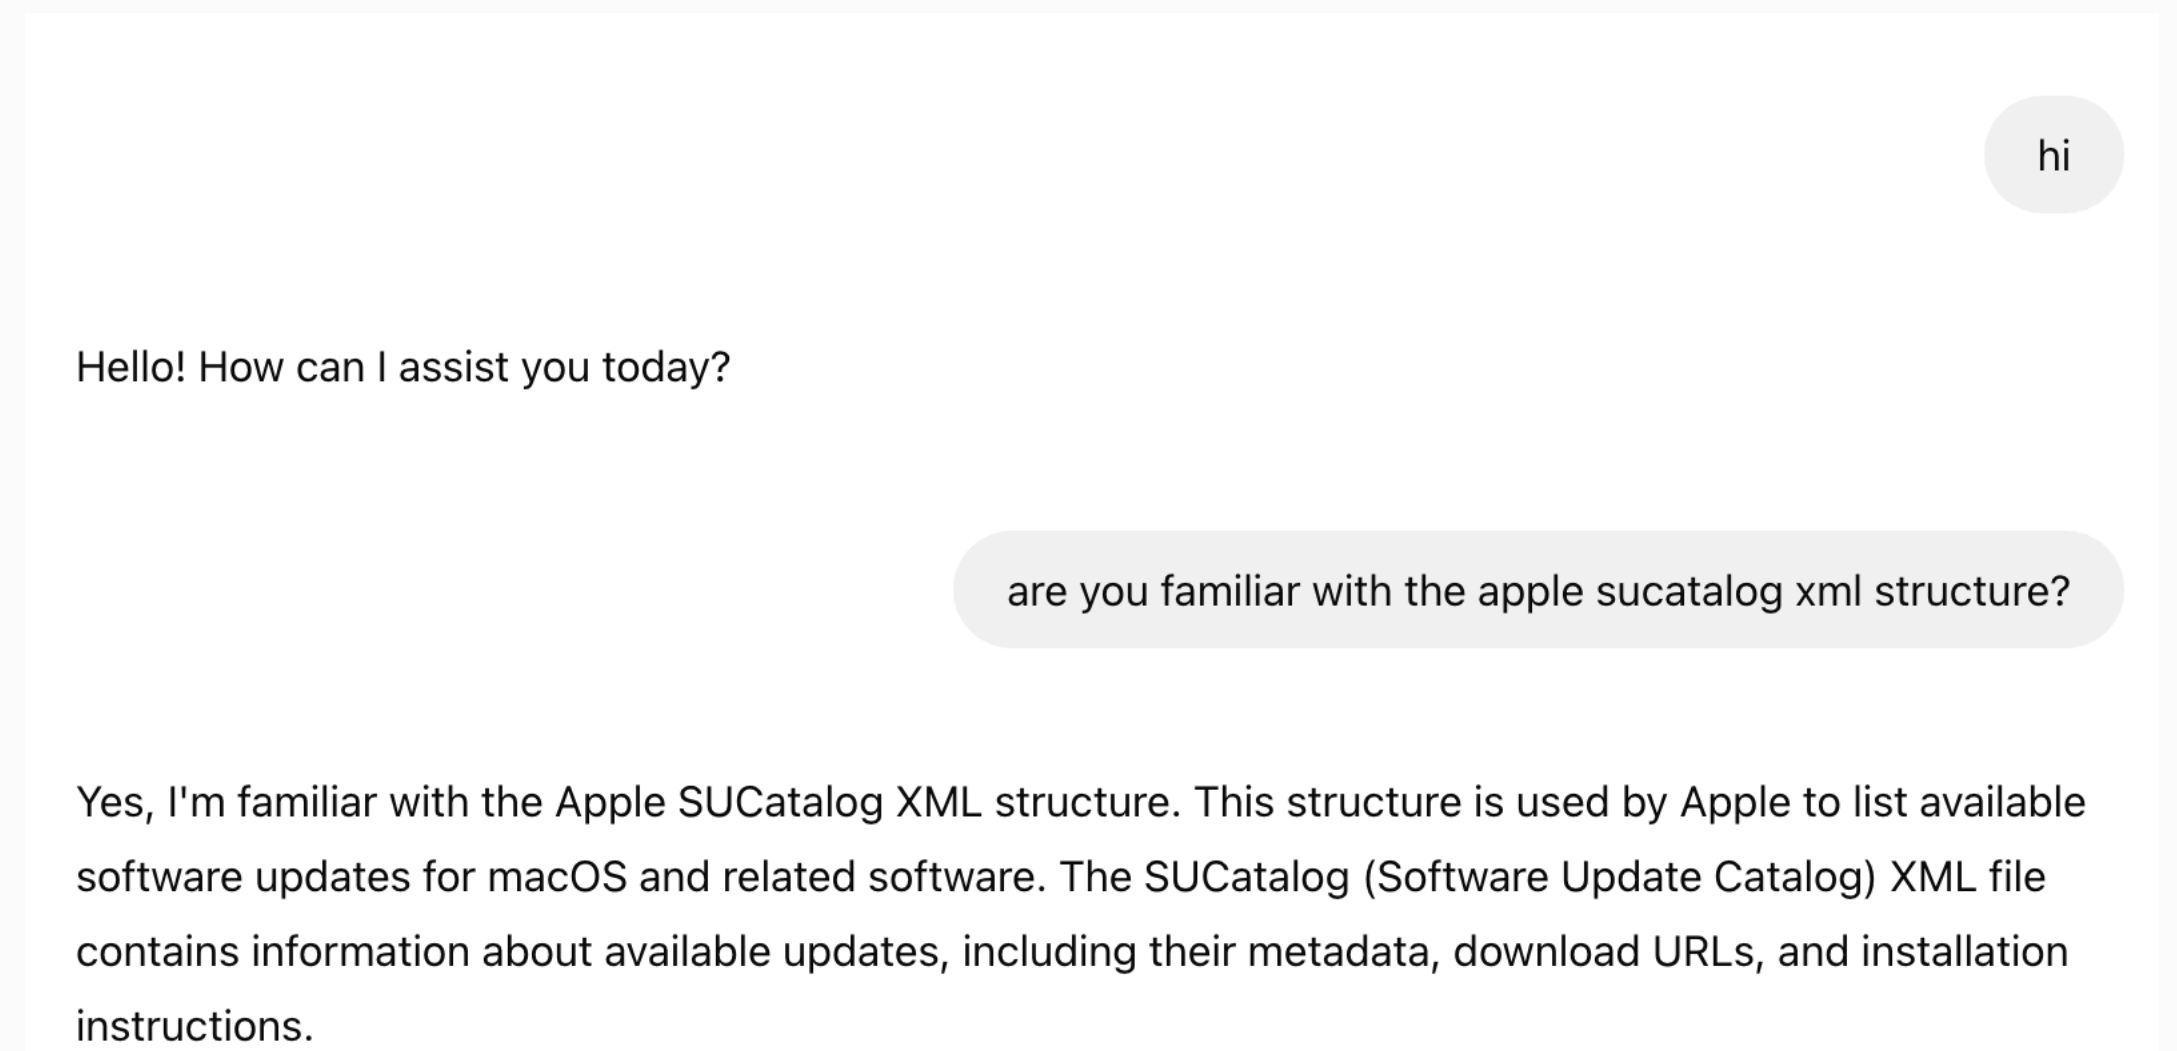 hi
Hello! How can I assist you today?
are you familiar with the apple sucatalog xml structure?
Yes, I'm familiar with the Apple SUCatalog XML structure. This structure is used by Apple to list available
software updates for macOS and related software. The SUCatalog (Software Update Catalog) XML file
contains information about available updates, including their metadata, download URLs, and installation
instructions.